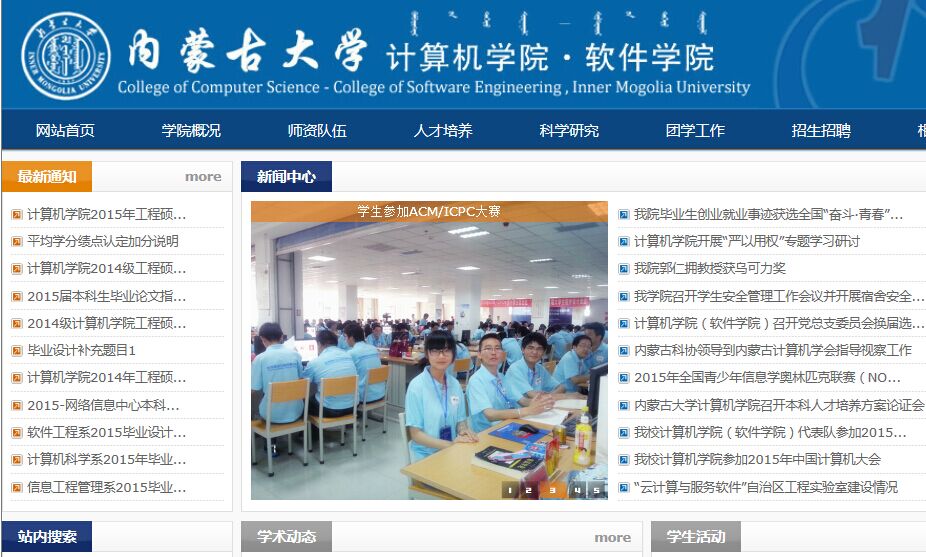 内蒙古大学 计算机学院·软件学院
College of Computer Science - College of Software Engineering , Inner Mogolia University
INNER MONGOLIA UNIVERSITY
网站首页 学院概况 师资队伍 人才培养 科学研究 团学工作 招生招聘
最新通知 more
计算机学院2015年工程硕...
平均学分绩点认定加分说明
计算机学院2014级工程硕...
2015届本科生毕业论文指...
2014级计算机学院工程硕...
毕业设计补充题目1
计算机学院2014年工程硕...
2015-网络信息中心本科...
软件工程系2015毕业设计...
计算机科学系2015年毕业...
信息工程管理系2015毕业...
新闻中心
学生参加ACM/ICPC大赛
1 2 3 4 5
我院毕业生创业就业事迹获选全国“奋斗·青春”...
计算机学院开展“严以用权”专题学习研讨
我院郭仁拥教授获乌可力奖
我学院召开学生安全管理工作会议并开展宿舍安全...
计算机学院（软件学院）召开党总支委员会换届选...
内蒙古科协领导到内蒙古计算机学会指导视察工作
2015年全国青少年信息学奥林匹克联赛（NO...
内蒙古大学计算机学院召开本科人才培养方案论证会
我校计算机学院（软件学院）代表队参加2015...
我校计算机学院参加2015年中国计算机大会
“云计算与服务软件”自治区工程实验室建设情况
站内搜索
学术动态 more
学生活动